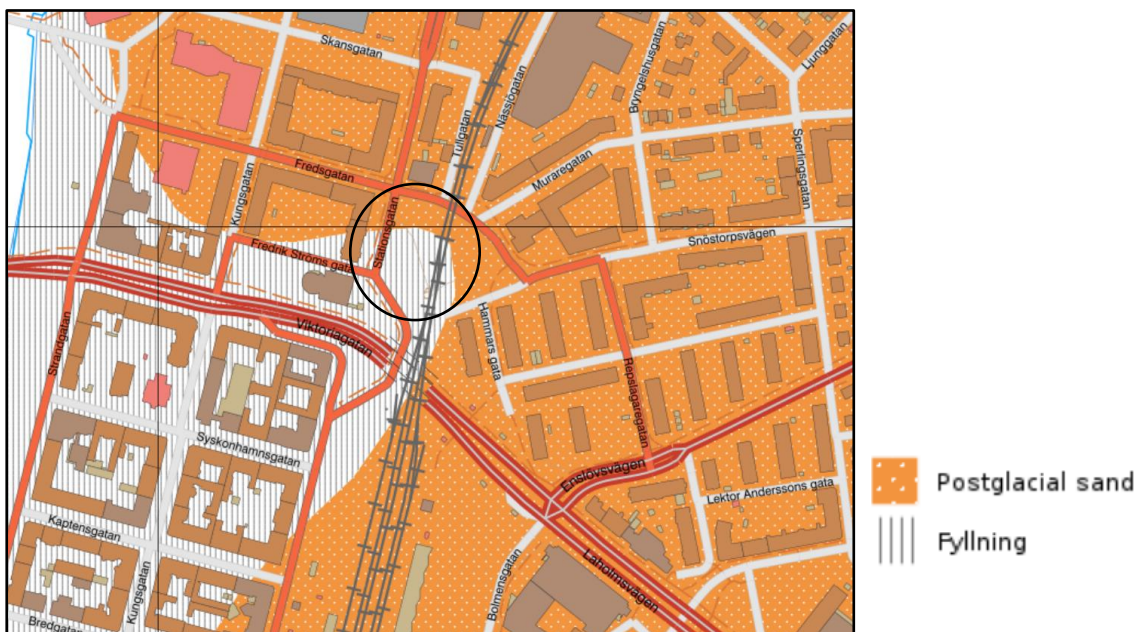 Skansgatan
Tullgatan
Nässjögatan
Bryngelshusgatan
Ljunggatan
Sperlingsgatan
Muraregatan
Fredsgatan
Kungsgatan
Stationsgatan
Fredrik Ströms gata
Snöstorpsvägen
Hammars gata
Viktoriagatan
Strandgatan
Repslagaregatan
Syskonhamnsgatan
Enslövsvägen
Lektor Anderssons gata
Kaptensgatan
Laholmsvägen
Bolmensgatan
Kungsgatan
Bredgatan
Postglacial sand
Fyllning